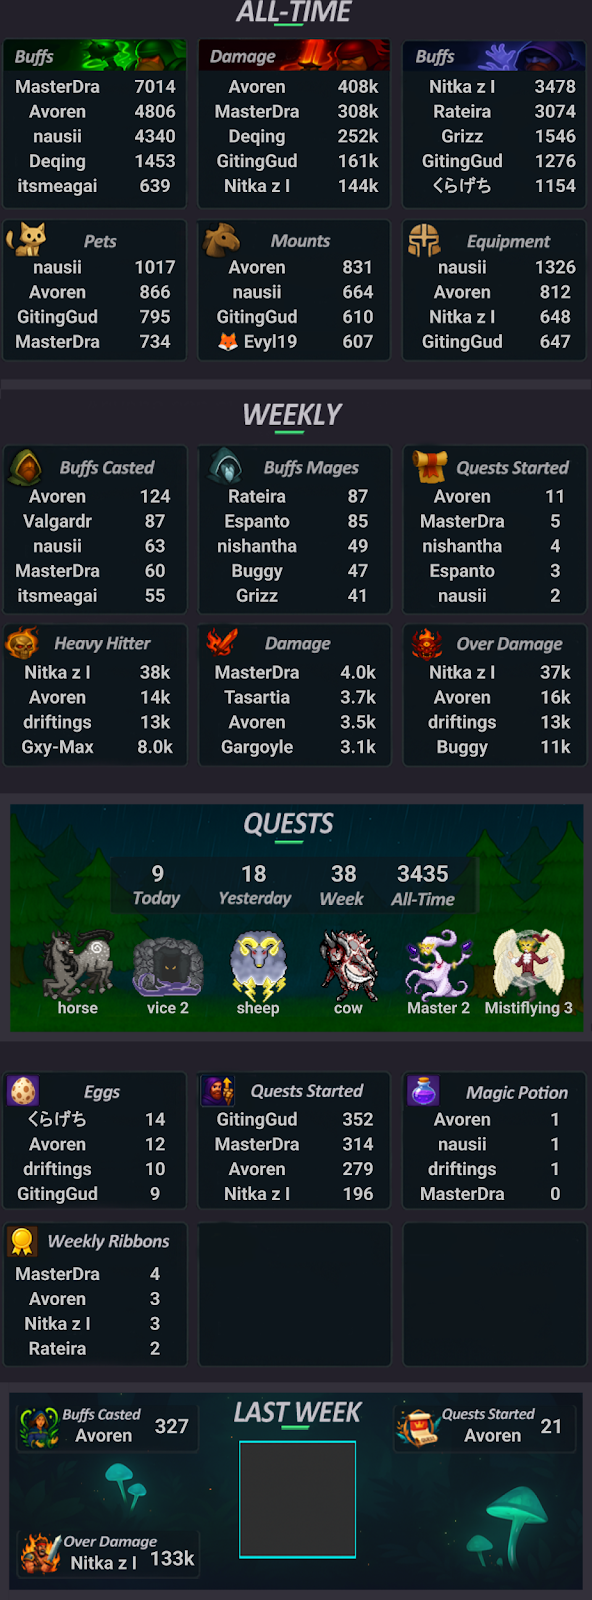 ALL-TIME
Buffs
MasterDra 7014
Avoren 4806
nausii 4340
Deqing 1453
itsmeagai 639
Damage
Avoren 408k
MasterDra 308k
Deqing 252k
GitingGud 161k
Nitka z l 144k
Buffs
Nitka z l 3478
Rateira 3074
Grizz 1546
GitingGud 1276
くらげち 1154
Pets
nausii 1017
Avoren 866
GitingGud 795
MasterDra 734
Mounts
Avoren 831
nausii 664
GitingGud 610
🦊 Evyl19 607
Equipment
nausii 1326
Avoren 812
Nitka z l 648
GitingGud 647
WEEKLY
Buffs Casted
Avoren 124
Valgardr 87
nausii 63
MasterDra 60
itsmeagai 55
Buffs Mages
Rateira 87
Espanto 85
nishantha 49
Buggy 47
Grizz 41
Quests Started
Avoren 11
MasterDra 5
nishantha 4
Espanto 3
nausii 2
Heavy Hitter
Nitka z l 38k
Avoren 14k
driftings 13k
Gxy-Max 8.0k
Damage
MasterDra 4.0k
Tasartia 3.7k
Avoren 3.5k
Gargoyle 3.1k
Over Damage
Nitka z l 37k
Avoren 16k
driftings 13k
Buggy 11k
QUESTS
9 18 38 3435
Today Yesterday Week All-Time
horse vice 2 sheep cow Master 2 Mistiflying 3
Eggs
くらげち 14
Avoren 12
driftings 10
GitingGud 9
Quests Started
GitingGud 352
MasterDra 314
Avoren 279
Nitka z l 196
Magic Potion
Avoren 1
nausii 1
driftings 1
MasterDra 0
Weekly Ribbons
MasterDra 4
Avoren 3
Nitka z l 3
Rateira 2
LAST WEEK
Buffs Casted
Avoren 327
Quests Started
Avoren 21
Over Damage
Nitka z l 133k